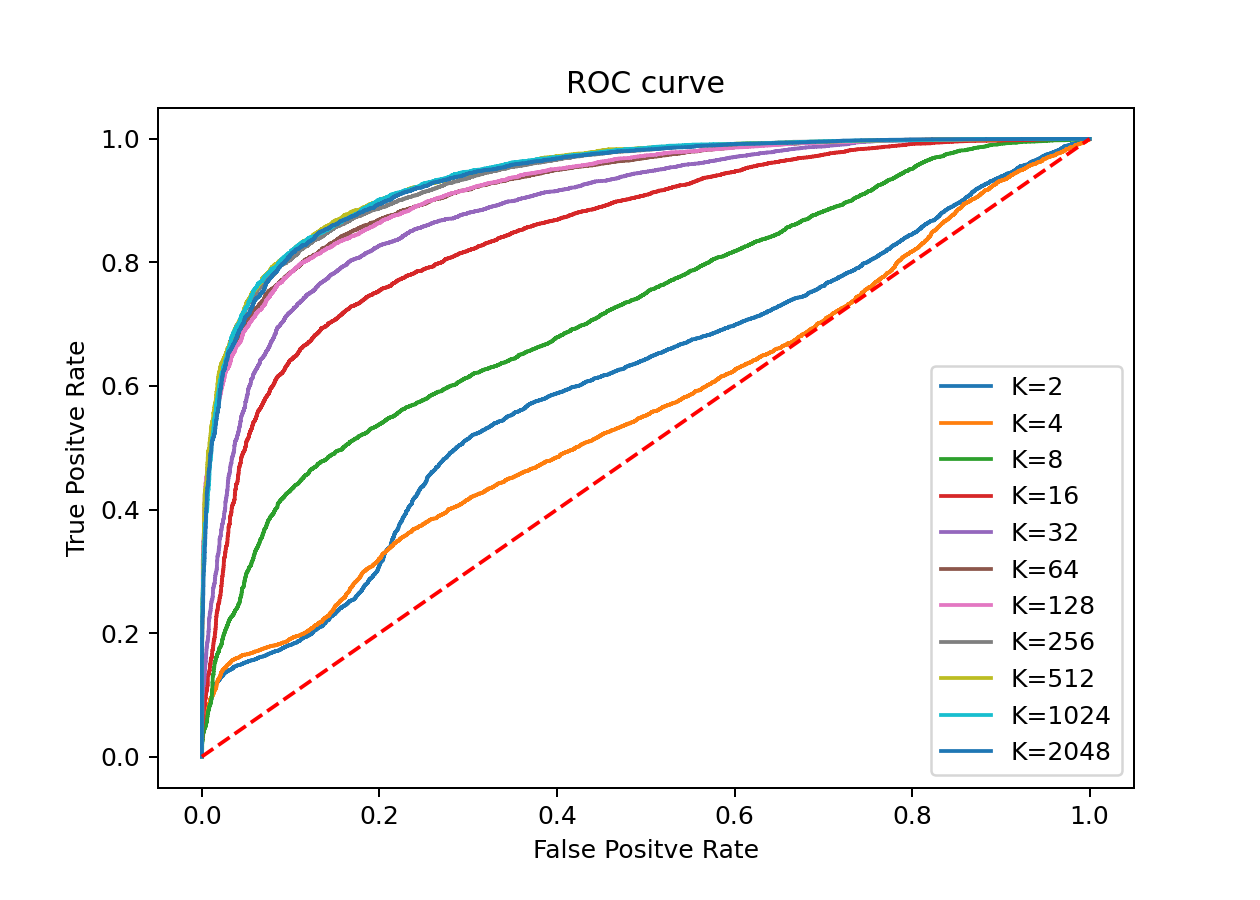 ROC curve
1.0
0.8
0.6
0.4
0.2
0.0
True Positve Rate
0.0 0.2 0.4 0.6 0.8 1.0
False Positve Rate
K=2
K=4
K=8
K=16
K=32
K=64
K=128
K=256
K=512
K=1024
K=2048